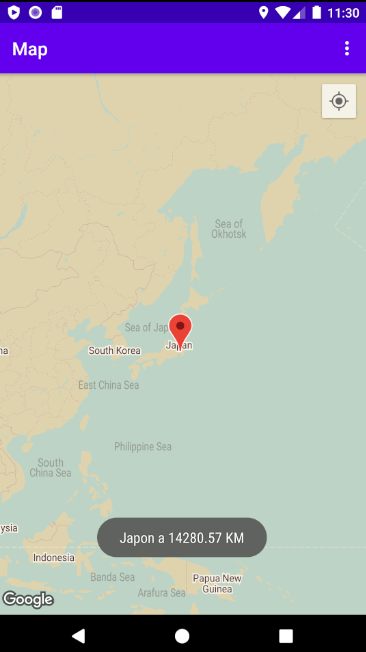 11:30
Map
Sea of
Okhotsk
Sea of Jap
Japan
South Korea
na
East China Sea
Philippine Sea
South
China Sea
ysia
Japon a 14280.57 KM
Indonesia
Banda Sea
Papua New
Guinea
Arafura Sea
Google